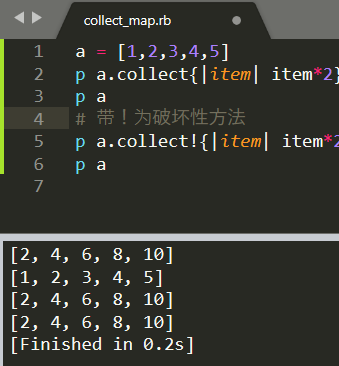 collect_map.rb
1 a = [1,2,3,4,5]
2 p a.collect{|item| item*2}
3 p a
4 # 带！为破坏性方法
5 p a.collect!{|item| item*2
6 p a
7
[2, 4, 6, 8, 10]
[1, 2, 3, 4, 5]
[2, 4, 6, 8, 10]
[2, 4, 6, 8, 10]
[Finished in 0.2s]